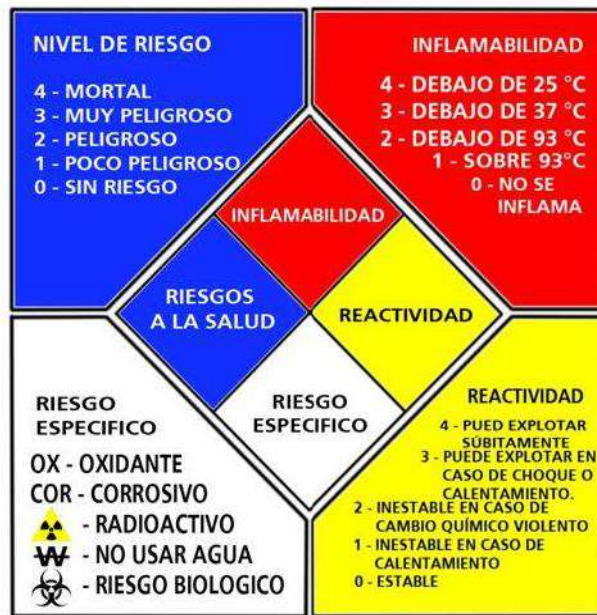 NIVEL DE RIESGO
4 - MORTAL
3 - MUY PELIGROSO
2 - PELIGROSO
1 - POCO PELIGROSO
0 - SIN RIESGO
INFLAMABILIDAD
4 - DEBAJO DE 25 °C
3 - DEBAJO DE 37 °C
2 - DEBAJO DE 93 °C
1 - SOBRE 93°C
0 - NO SE
INFLAMA
INFLAMABILIDAD
RIESGOS
A LA SALUD
REACTIVIDAD
RIESGO
ESPECIFICO
RIESGO
ESPECIFICO
OX - OXIDANTE
COR - CORROSIVO
- RADIOACTIVO
W - NO USAR AGUA
- RIESGO BIOLOGICO
REACTIVIDAD
4 - PUED EXPLOTAR
SÚBITAMENTE
3 - PUEDE EXPLOTAR EN
CASO DE CHOQUE O
CALENTAMIENTO.
2 - INESTABLE EN CASO DE
CAMBIO QUÍMICO VIOLENTO
1 - INESTABLE EN CASO DE
CALENTAMIENTO
0 - ESTABLE